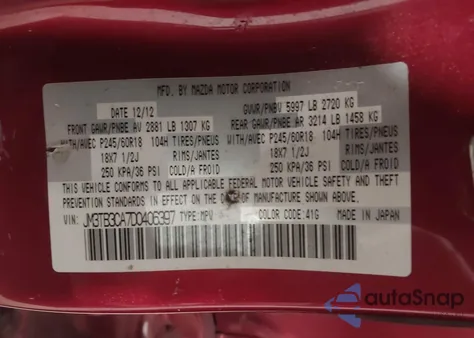 MFD. BY MAZDA MOTOR CORPORATION
DATE 12/12 GVWR/PNBV 5997 LB 2720 KG
FRONT GAWR/PNBE AV 2881 LB 1307 KG REAR GAWR/PNBE AR 3214 LB 1458 KG
WITH/AVEC P245/60R18 104H TIRES/PNEUS WITH/AVEC P245/60R18 104H TIRES/PNEUS
18X7 1/2J RIMS/JANTES 18X7 1/2J RIMS/JANTES
250 KPA/36 PSI COLD/A FROID 250 KPA/36 PSI COLD/A FROID
THIS VEHICLE CONFORMS TO ALL APPLICABLE FEDERAL MOTOR VEHICLE SAFETY AND THEFT
PREVENTION STANDARDS IN EFFECT ON THE DATE OF MANUFACTURE SHOWN ABOVE.
VIN: JM3TB3CA7D0406397 TYPE: MPV COLOR CODE: 41G MADE IN JAPAN
autoSnap